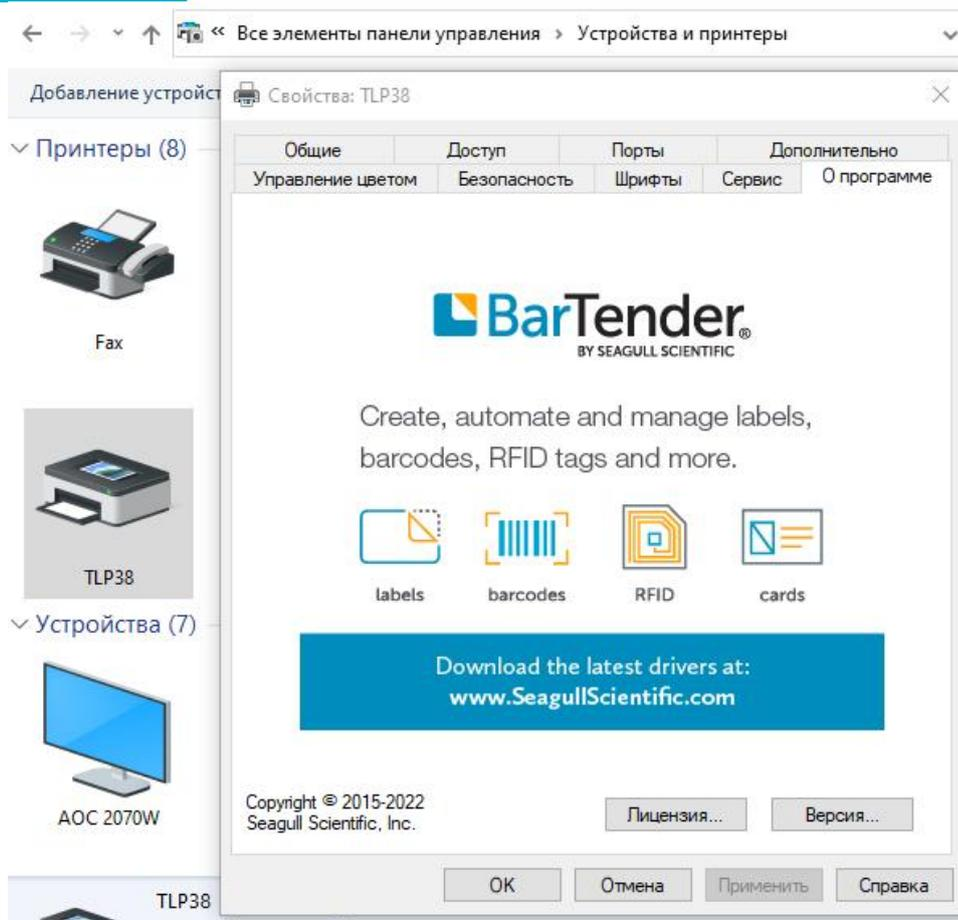 « Все элементы панели управления > Устройства и принтеры
Добавление устройст
Принтеры (8)
Fax
TLP38
Устройства (7)
AOC 2070W
TLP38
Свойства: TLP38
Общие Доступ Порты Дополнительно
Управление цветом Безопасность Шрифты Сервис О программе
BarTender®
BY SEAGULL SCIENTIFIC
Create, automate and manage labels,
barcodes, RFID tags and more.
labels barcodes RFID cards
Download the latest drivers at:
www.SeagullScientific.com
Copyright © 2015-2022
Seagull Scientific, Inc.
Лицензия... Версия...
OK Отмена Применить Справка